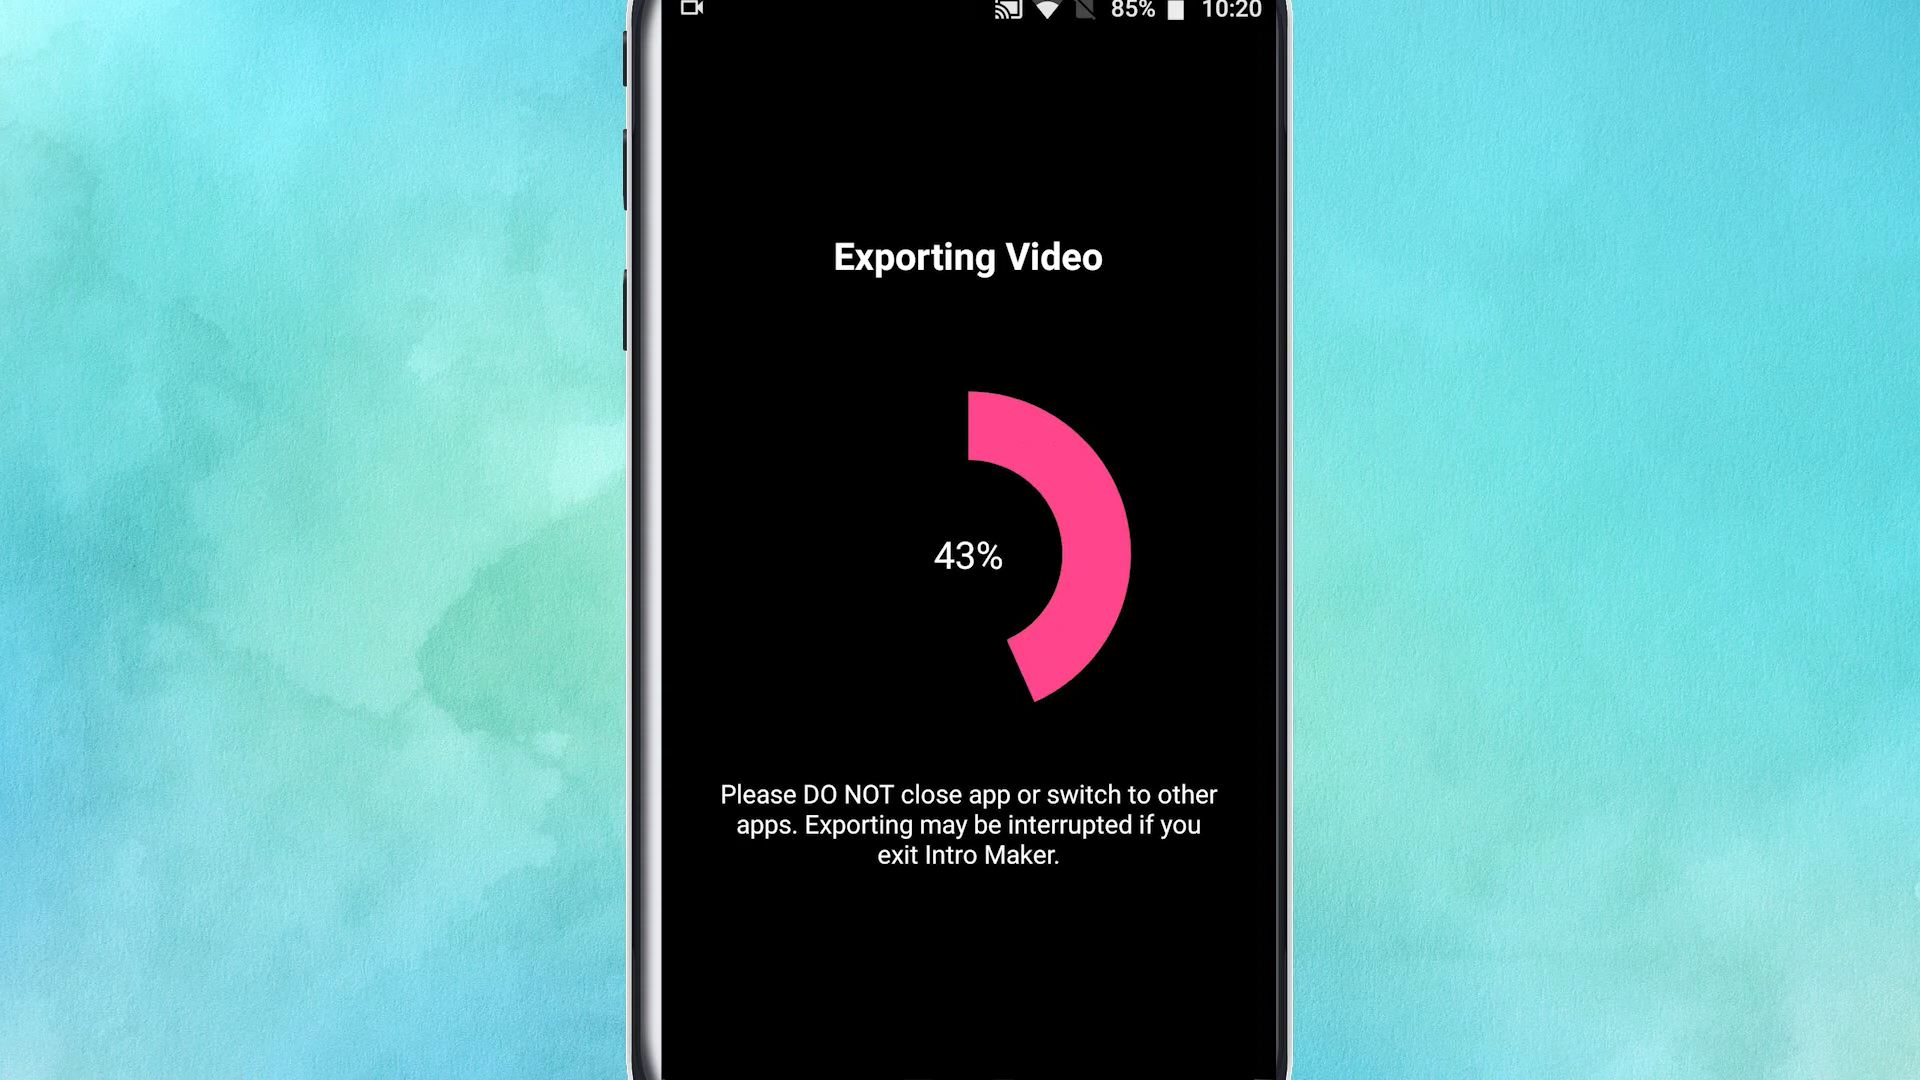 85% 10:20
Exporting Video
43%
Please DO NOT close app or switch to other
apps. Exporting may be interrupted if you
exit Intro Maker.